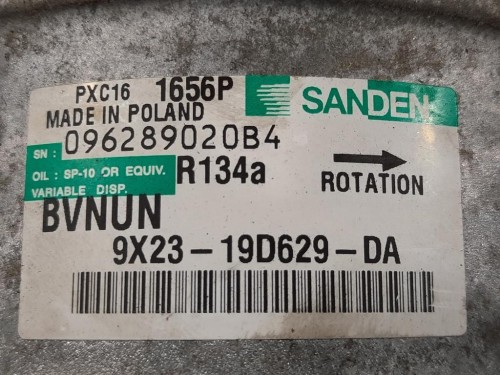 PXC16 1656P SANDEN
MADE IN POLAND
SN: 096289020B4
OIL: SP-10 OR EQUIV. R134a
VARIABLE DISP. ROTATION
BVNUN
9X23-19D629-DA